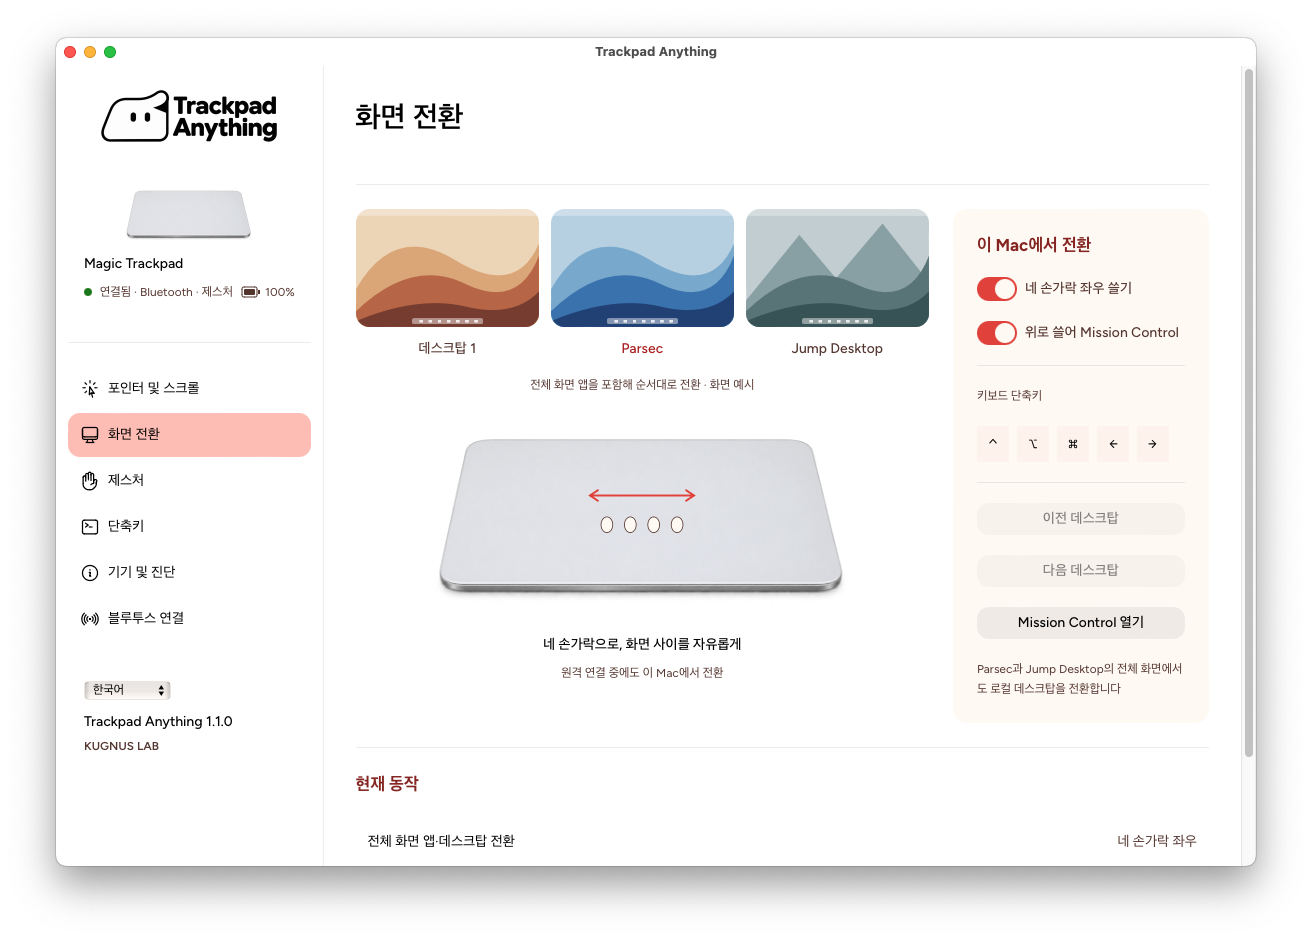 Trackpad Anything
Trackpad
Anything
Magic Trackpad
연결됨 · Bluetooth · 제스처 100%
포인터 및 스크롤
화면 전환
제스처
단축키
기기 및 진단
블루투스 연결
한국어
Trackpad Anything 1.1.0
KUGNUS LAB
화면 전환
데스크탑 1
Parsec
Jump Desktop
전체 화면 앱을 포함해 순서대로 전환 · 화면 예시
네 손가락으로, 화면 사이를 자유롭게
원격 연결 중에도 이 Mac에서 전환
이 Mac에서 전환
네 손가락 좌우 쓸기
위로 쓸어 Mission Control
키보드 단축키
^ ⌥ ⌘ ← →
이전 데스크탑
다음 데스크탑
Mission Control 열기
Parsec과 Jump Desktop의 전체 화면에서
도 로컬 데스크탑을 전환합니다
현재 동작
전체 화면 앱·데스크탑 전환
네 손가락 좌우